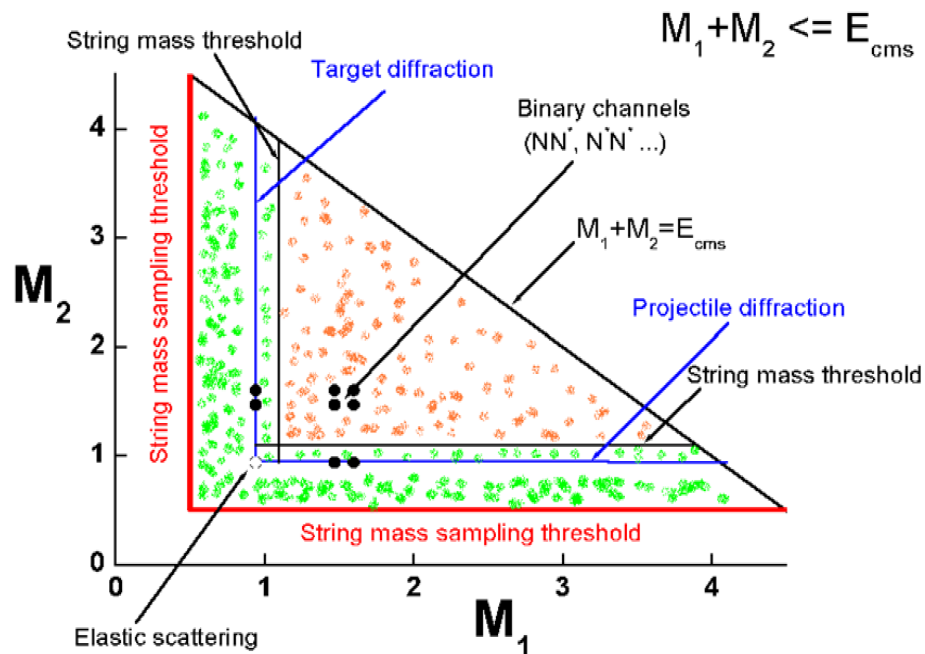 M1+M2 <= Ecms
String mass threshold
Target diffraction
Binary channels
(NN*, N*N* ...)
String mass sampling threshold
M1+M2=Ecms
Projectile diffraction
String mass threshold
String mass sampling threshold
Elastic scattering
M2
4
3
2
1
0
0 1 2 3 4
M1